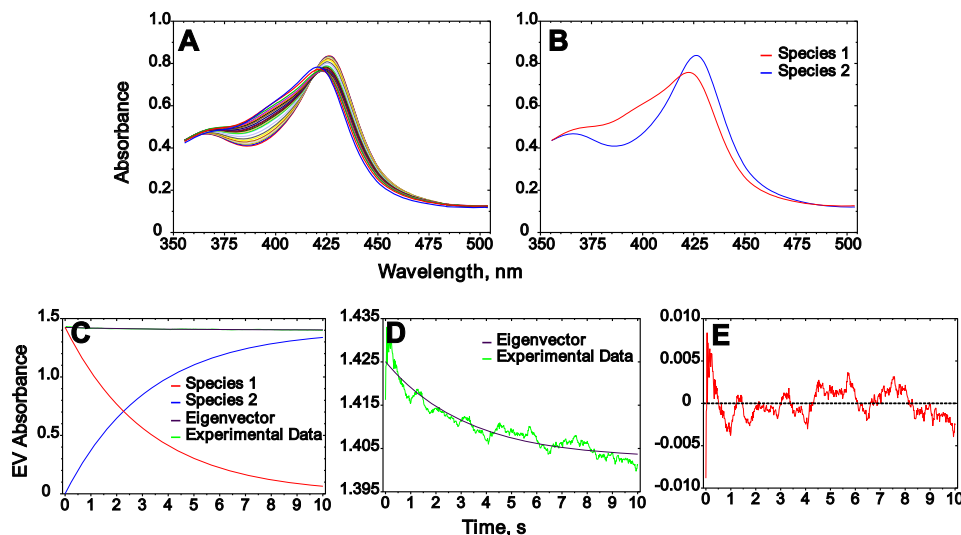 A
B
1.0
0.8
0.6
0.4
0.2
0
Absorbance
350 375 400 425 450 475 500
1.0
0.8
0.6
0.4
0.2
0
Species 1
Species 2
350 375 400 425 450 475 500
Wavelength, nm
C
1.5
1.0
0.5
0
EV Absorbance
Species 1
Species 2
Eigenvector
Experimental Data
0 1 2 3 4 5 6 7 8 9 10
D
1.435
1.425
1.415
1.405
1.395
Eigenvector
Experimental Data
0 1 2 3 4 5 6 7 8 9 10
Time, s
E
0.010
0.005
0
-0.005
-0.010
0 1 2 3 4 5 6 7 8 9 10